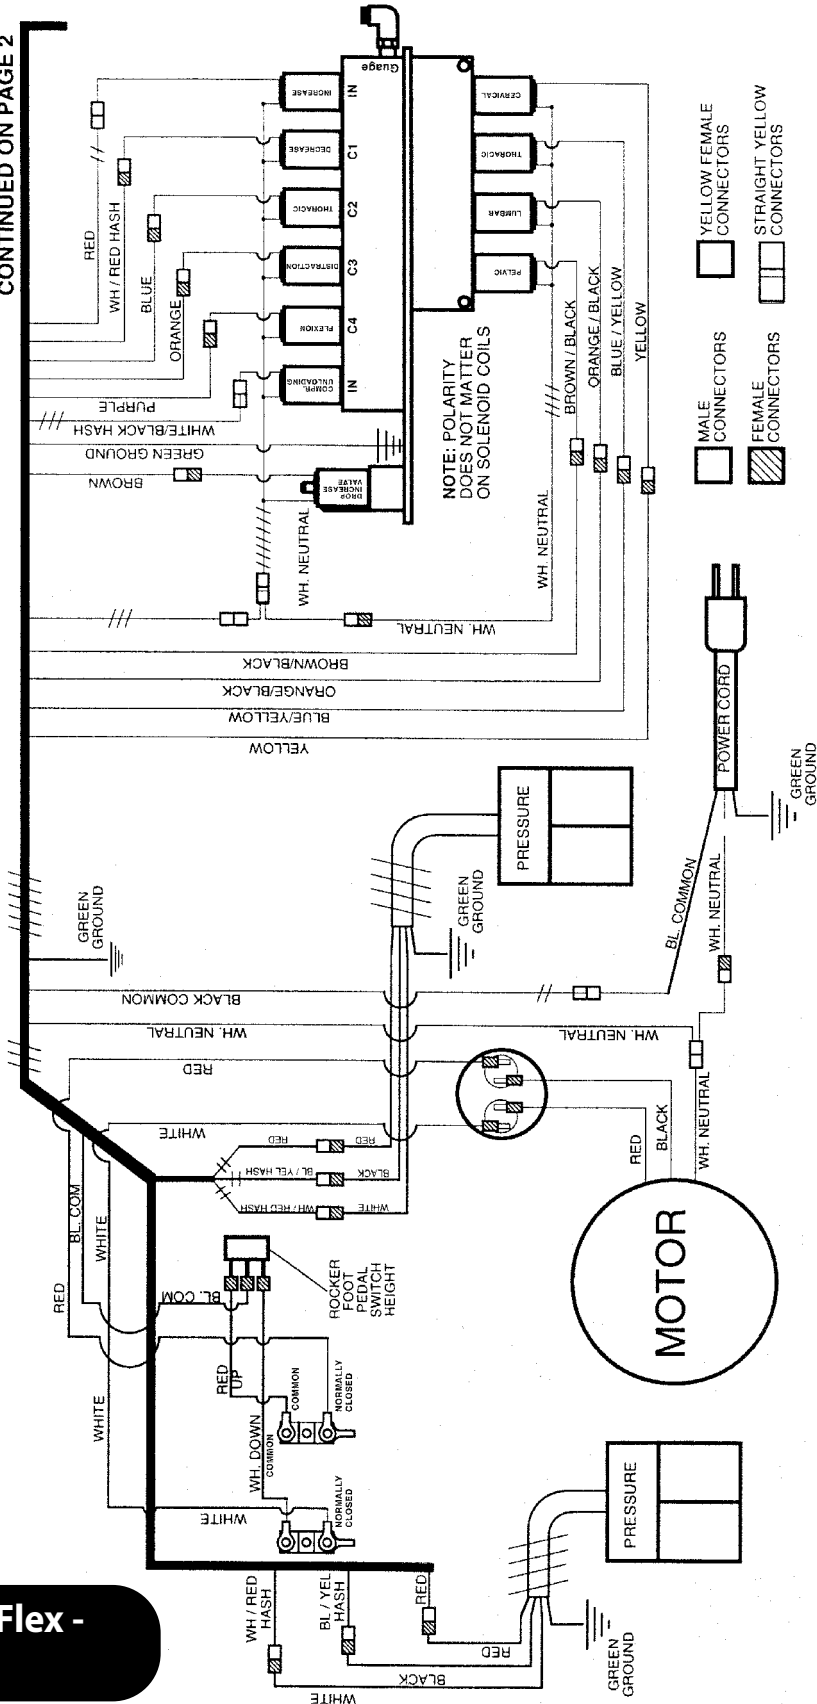 CONTINUED ON PAGE 2
RED
WH / RED HASH
BLUE
ORANGE
PURPLE
WHITE/BLACK HASH
GREEN GROUND
BROWN
Guage
INCREASE
IN
DECREASE
C1
THORACIC
C2
DISTRACTION
C3
FLEXION
C4
COMPR.
UNLOADING
IN
DROP
INCREASE
VALVE
CERVICAL
THORACIC
LUMBAR
PELVIC
NOTE: POLARITY
DOES NOT MATTER
ON SOLENOID COILS
BROWN / BLACK
ORANGE / BLACK
BLUE / YELLOW
YELLOW
YELLOW FEMALE
CONNECTORS
STRAIGHT YELLOW
CONNECTORS
MALE
CONNECTORS
FEMALE
CONNECTORS
WH. NEUTRAL
WH. NEUTRAL
WH. NEUTRAL
BROWN/BLACK
ORANGE/BLACK
BLUE/YELLOW
YELLOW
POWER CORD
GREEN
GROUND
PRESSURE
GREEN
GROUND
GREEN
GROUND
BL. COMMON
WH. NEUTRAL
BLACK COMMON
WH. NEUTRAL
WH. NEUTRAL
RED
WHITE
RED
RED
BL / YEL HASH
BLACK
WH / RED HASH
WHITE
RED
BLACK
WH. NEUTRAL
MOTOR
BL. COM
WHITE
RED
BL. COM
ROCKER
FOOT
PEDAL
SWITCH
HEIGHT
RED
UP
COMMON
NORMALLY
CLOSED
WHITE
WH. DOWN
COMMON
NORMALLY
CLOSED
WHITE
WH / RED
HASH
BL / YEL
HASH
RED
RED
BLACK
WHITE
GREEN
GROUND
PRESSURE
Flex -